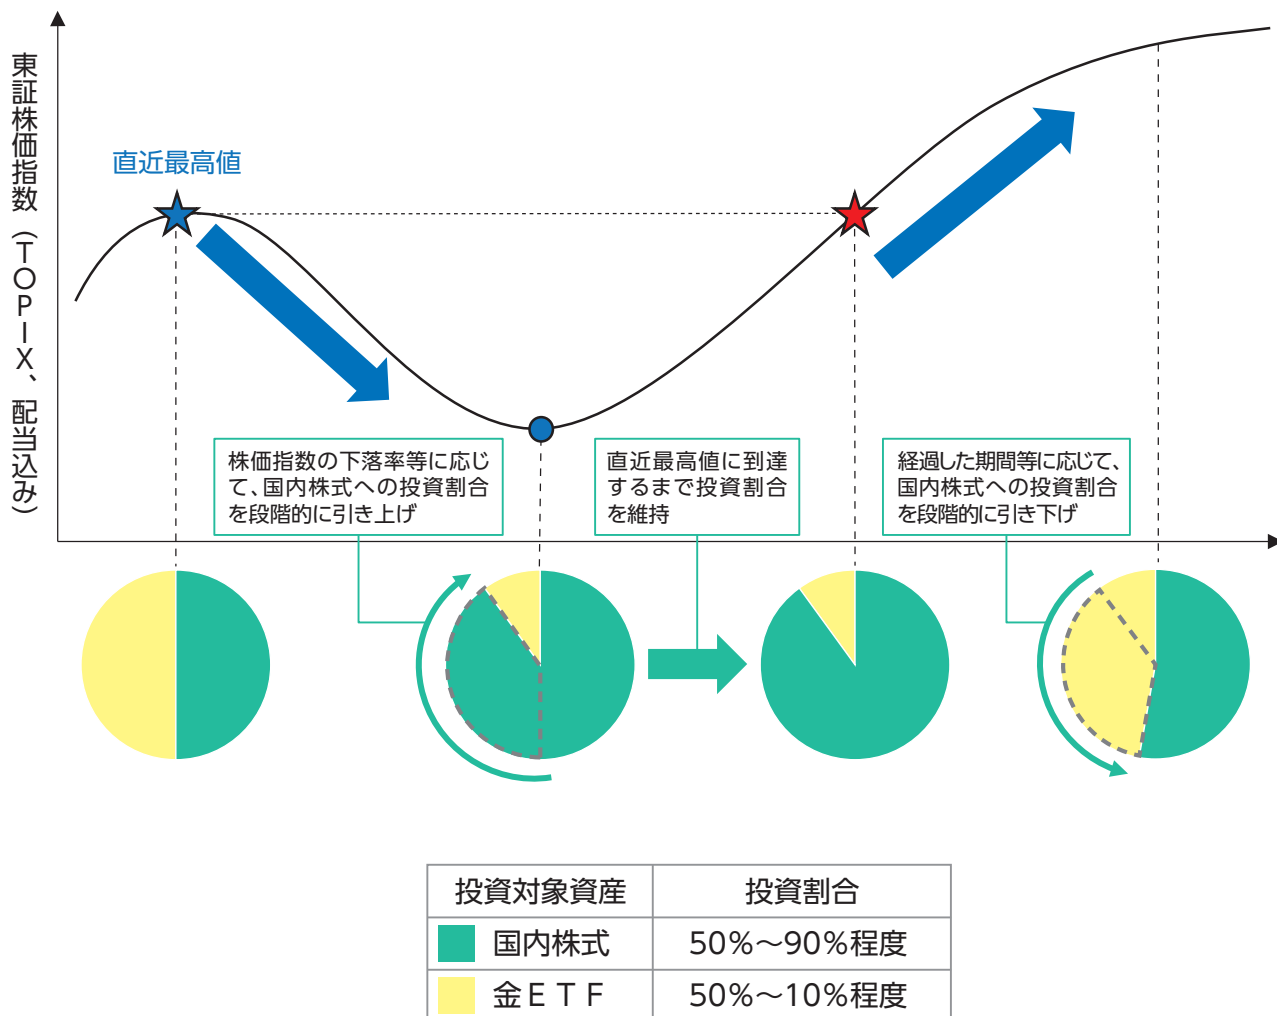 東証株価指数（TOPIX、配当込み）
直近最高値
株価指数の下落率等に応じ
て、国内株式への投資割合
を段階的に引き上げ
直近最高値に到達
するまで投資割合
を維持
経過した期間等に応じて、
国内株式への投資割合
を段階的に引き下げ
投資対象資産 投資割合
国内株式 50%～90%程度
金ＥＴＦ 50%～10%程度